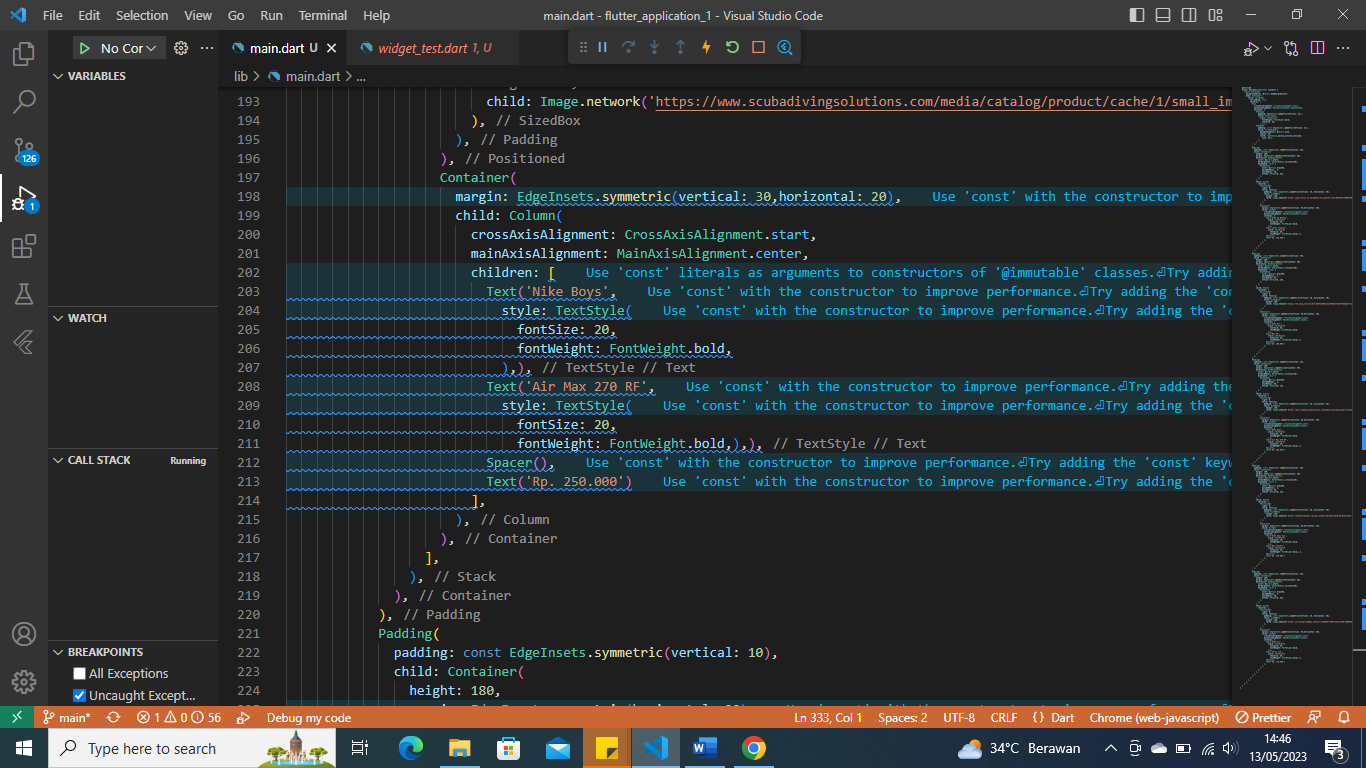 File Edit Selection View Go Run Terminal Help
main.dart - flutter_application_1 - Visual Studio Code
No Cor
main.dart U
widget_test.dart 1, U
lib > main.dart > ...
VARIABLES
WATCH
CALL STACK Running
BREAKPOINTS
All Exceptions
Uncaught Except...
126
1
193 child: Image.network('https://www.scubadivingsolutions.com/media/catalog/product/cache/1/small_im
194 ), // SizedBox
195 ), // Padding
196 ), // Positioned
197 Container(
198 margin: EdgeInsets.symmetric(vertical: 30,horizontal: 20), Use 'const' with the constructor to imp
199 child: Column(
200 crossAxisAlignment: CrossAxisAlignment.start,
201 mainAxisAlignment: MainAxisAlignment.center,
202 children: [ Use 'const' literals as arguments to constructors of '@immutable' classes.⏎Try addin
203 Text('Nike Boys', Use 'const' with the constructor to improve performance.⏎Try adding the 'co
204 style: TextStyle( Use 'const' with the constructor to improve performance.⏎Try adding the 'c
205 fontSize: 20,
206 fontWeight: FontWeight.bold,
207 ),), // TextStyle // Text
208 Text('Air Max 270 RF', Use 'const' with the constructor to improve performance.⏎Try adding the
209 style: TextStyle( Use 'const' with the constructor to improve performance.⏎Try adding the 'c
210 fontSize: 20,
211 fontWeight: FontWeight.bold,),), // TextStyle // Text
212 Spacer(), Use 'const' with the constructor to improve performance.⏎Try adding the 'const' keyw
213 Text('Rp. 250.000') Use 'const' with the constructor to improve performance.⏎Try adding the 'c
214 ],
215 ), // Column
216 ), // Container
217 ],
218 ), // Stack
219 ), // Container
220 ), // Padding
221 Padding(
222 padding: const EdgeInsets.symmetric(vertical: 10),
223 child: Container(
224 height: 180,
main* 1 0 56 Debug my code Ln 333, Col 1 Spaces: 2 UTF-8 CRLF {} Dart Chrome (web-javascript) Prettier
Type here to search
34°C Berawan
14:46
13/05/2023
3